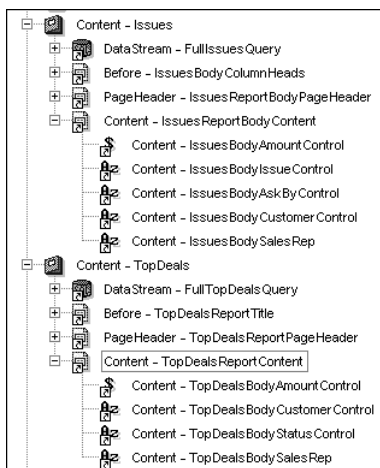 Content - Issues
DataStream - FullIssuesQuery
Before - IssuesBodyColumnHeads
PageHeader - IssuesReportBodyPageHeader
Content - IssuesReportBodyContent
Content - IssuesBodyAmountControl
Content - IssuesBodyIssueControl
Content - IssuesBodyAskByControl
Content - IssuesBodyCustomerControl
Content - IssuesBodySalesRep
Content - TopDeals
DataStream - FullTopDealsQuery
Before - TopDealsReportTitle
PageHeader - TopDealsReportPageHeader
Content - TopDealsReportContent
Content - TopDealsBodyAmountControl
Content - TopDealsBodyCustomerControl
Content - TopDealsBodyStatusControl
Content - TopDealsBodySalesRep